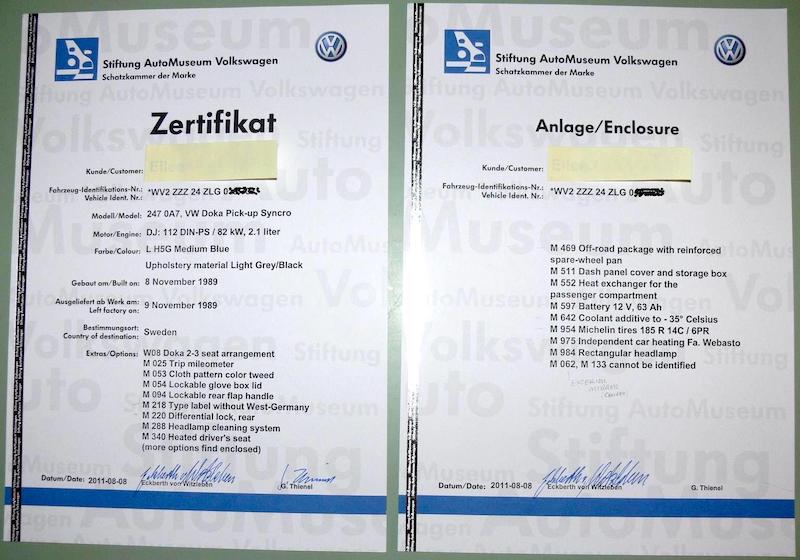 Stiftung AutoMuseum Volkswagen
Schatzkammer der Marke
Zertifikat
Kunde/Customer:
Fahrzeug-Identifikations-Nr.: *WV2 ZZZ 24 ZLG 0
Vehicle Ident. Nr.:
Modell/Model: 247 0A7, VW Doka Pick-up Syncro
Motor/Engine: DJ: 112 DIN-PS / 82 kW, 2.1 liter
Farbe/Colour: L H5G Medium Blue
Upholstery material Light Grey/Black
Gebaut am/Built on: 8 November 1989
Ausgeliefert ab Werk am: 9 November 1989
Left factory on:
Bestimmungsort: Sweden
Country of destination:
Extras/Options: W08 Doka 2-3 seat arrangement
M 025 Trip mileometer
M 053 Cloth pattern color tweed
M 054 Lockable glove box lid
M 094 Lockable rear flap handle
M 218 Type label without West-Germany
M 220 Differential lock, rear
M 288 Headlamp cleaning system
M 340 Heated driver's seat
(more options find enclosed)
Datum/Date: 2011-08-08
Eckberth von Witzleben
G. Thienel
Stiftung AutoMuseum Volkswagen
Schatzkammer der Marke
Anlage/Enclosure
Kunde/Customer:
Fahrzeug-Identifikations-Nr.: *WV2 ZZZ 24 ZLG 0
Vehicle Ident. Nr.:
M 469 Off-road package with reinforced
spare-wheel pan
M 511 Dash panel cover and storage box
M 552 Heat exchanger for the
passenger compartment
M 597 Battery 12 V, 63 Ah
M 642 Coolant additive to - 35° Celsius
M 954 Michelin tires 185 R 14C / 6PR
M 975 Independent car heating Fa. Webasto
M 984 Rectangular headlamp
M 062, M 133 cannot be identified
Datum/Date: 2011-08-08
Eckberth von Witzleben
G. Thienel